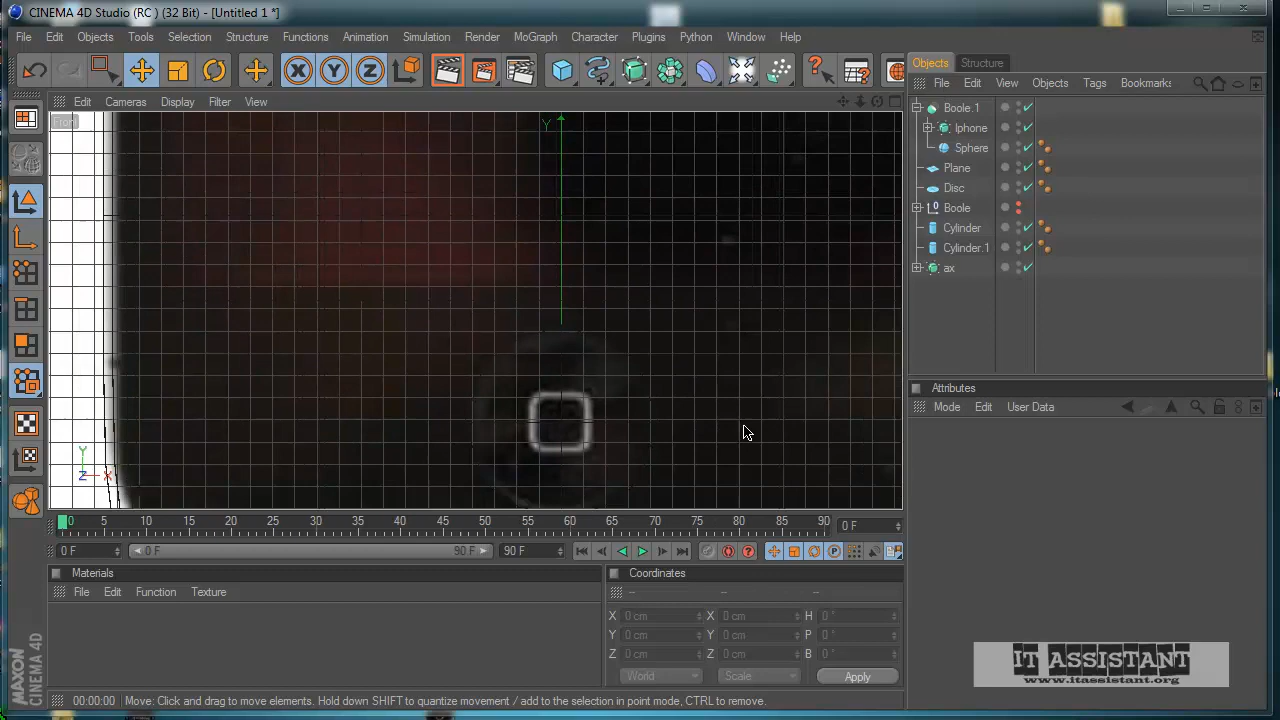 CINEMA 4D Studio (RC ) (32 Bit) - [Untitled 1 *]
File Edit Objects Tools Selection Structure Functions Animation Simulation Render MoGraph Character Plugins Python Window Help
Objects Structure
Edit Cameras Display Filter View
File Edit View Objects Tags Bookmarks
Front
Y
Boole.1
Iphone
Sphere
Plane
Disc
Boole
Cylinder
Cylinder.1
ax
Attributes
Mode Edit User Data
Y
Z X
0 5 10 15 20 25 30 35 40 45 50 55 60 65 70 75 80 85 90 0 F
0 F 0 F 90 F 90 F
Materials
File Edit Function Texture
Coordinates
-- -- --
X 0 cm X 0 cm H 0 °
Y 0 cm Y 0 cm P 0 °
Z 0 cm Z 0 cm B 0 °
World Scale Apply
MAXON
CINEMA 4D
00:00:00 Move: Click and drag to move elements. Hold down SHIFT to quantize movement / add to the selection in point mode, CTRL to remove.
IT ASSISTANT
www.itassistant.org